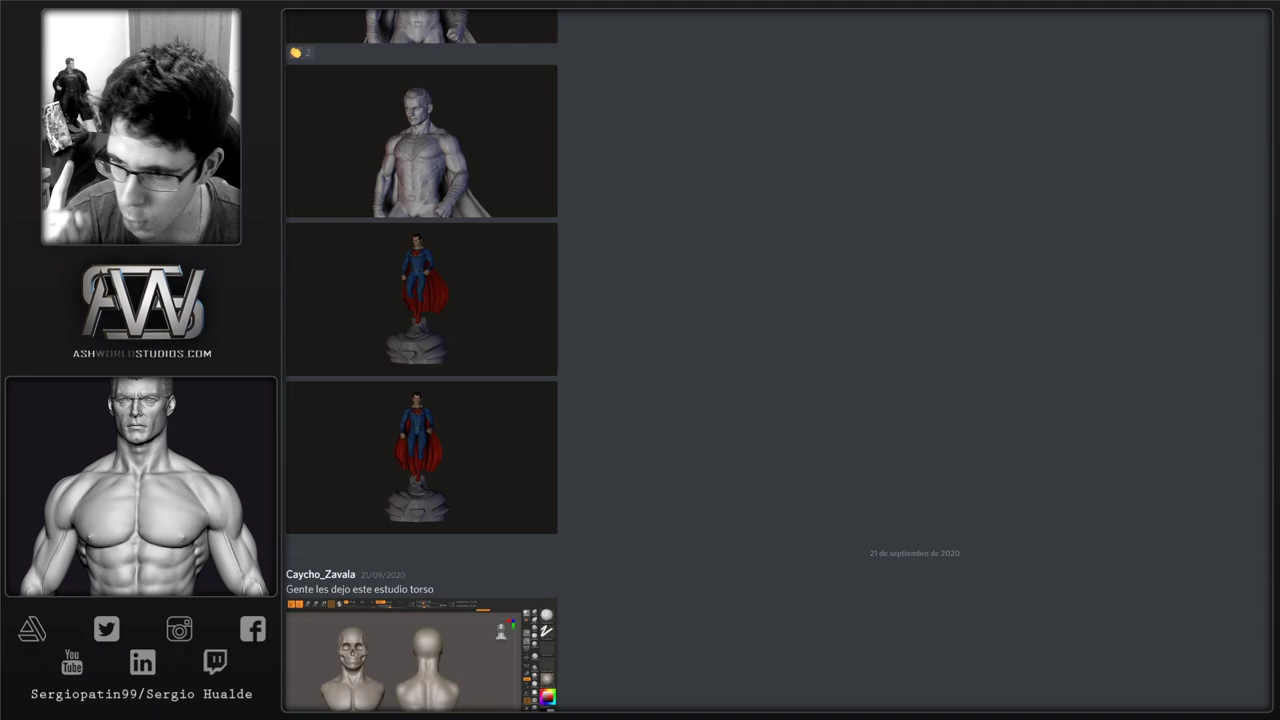 2
ASHWORLDSTUDIOS.COM
21 de septiembre de 2020
Caycho_Zavala 21/09/2020
Gente les dejo este estudio torso
You
Tube
in
Sergiopatin99/Sergio Hualde